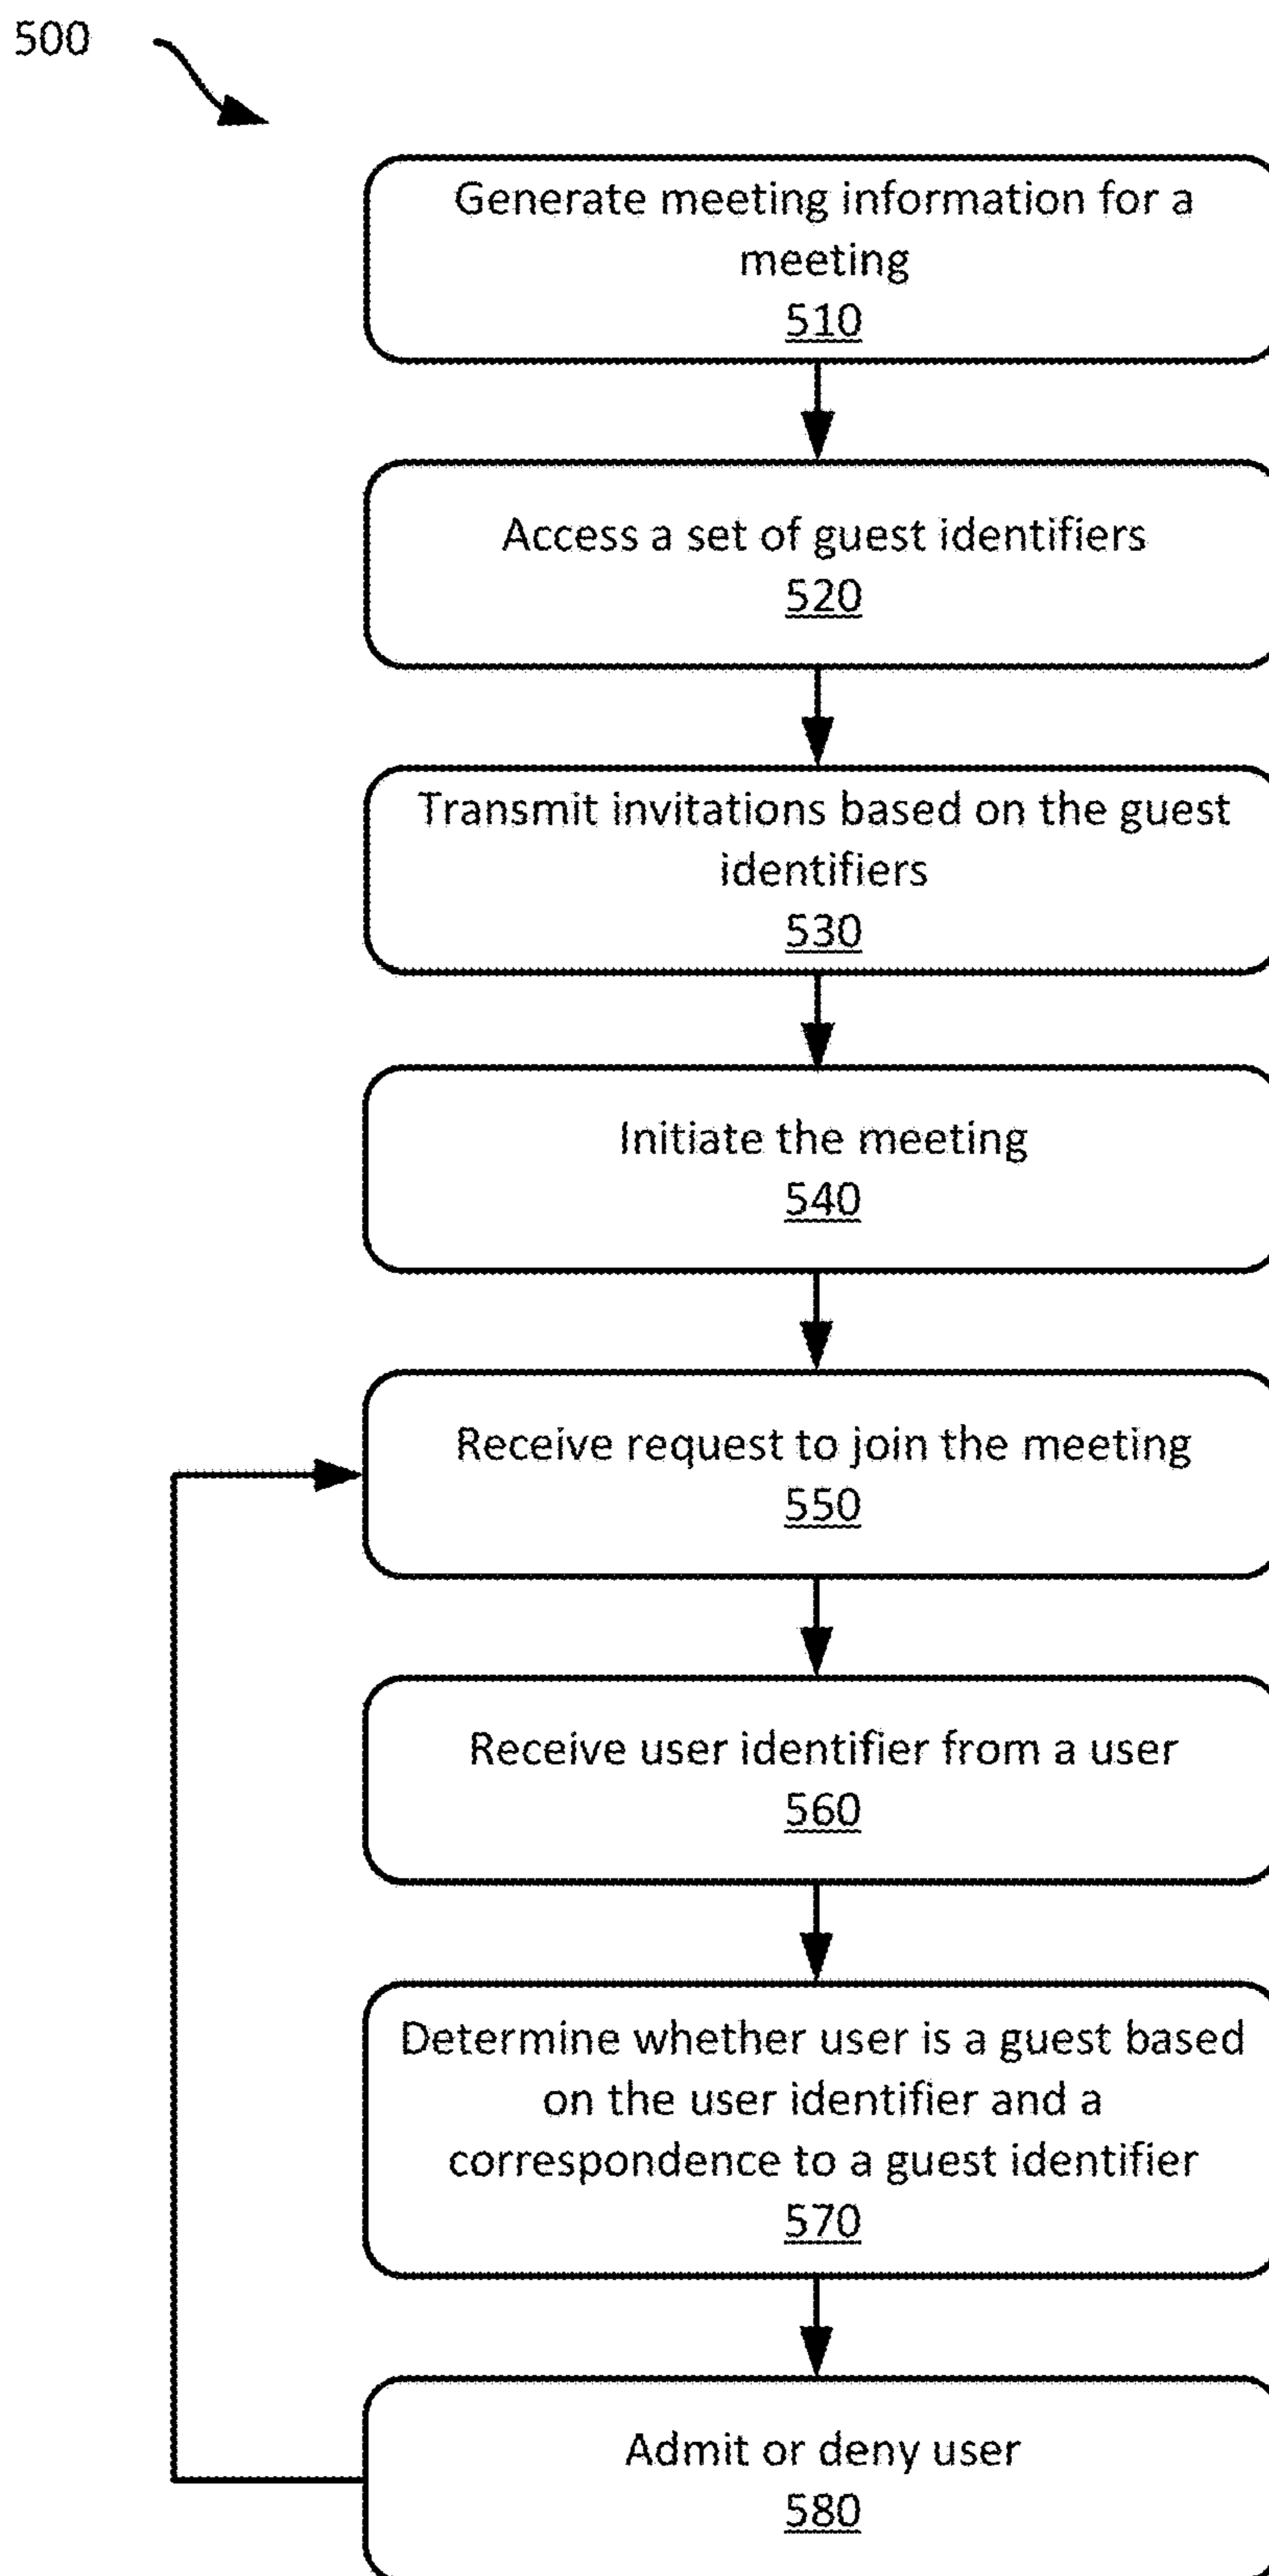 500
Generate meeting information for a
meeting
510
Access a set of guest identifiers
520
Transmit invitations based on the guest
identifiers
530
Initiate the meeting
540
Receive request to join the meeting
550
Receive user identifier from a user
560
Determine whether user is a guest based
on the user identifier and a
correspondence to a guest identifier
570
Admit or deny user
580